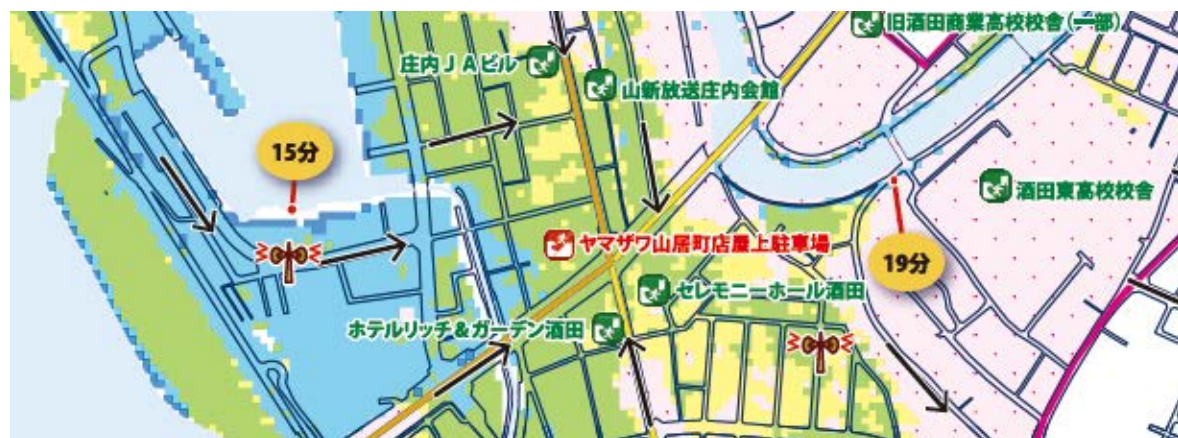 旧酒田商業高校校舎(一部)
庄内JAビル
山新放送庄内会館
15分
酒田東高校校舎
ヤマザワ山居町店屋上駐車場
19分
セレモニーホール酒田
ホテルリッチ&ガーデン酒田